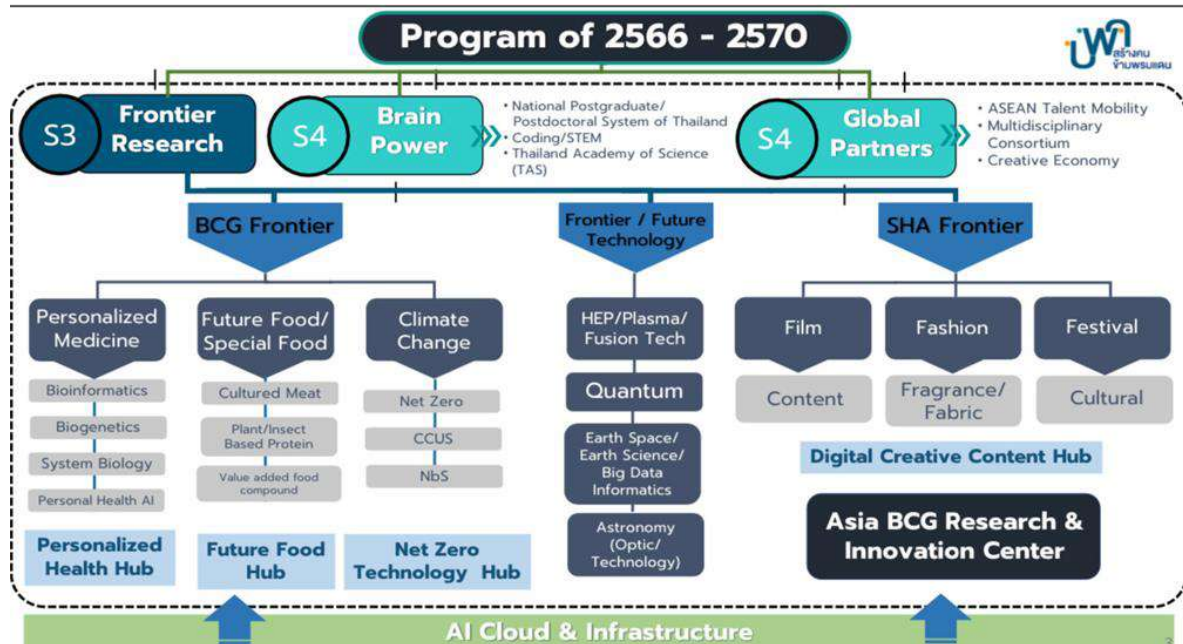 Program of 2566 - 2570
บพค
สร้างคน
ข้ามพรมแดน
S3
Frontier
Research
S4
Brain
Power
• National Postgraduate/
Postdoctoral System of Thailand
• Coding/STEM
• Thailand Academy of Science
(TAS)
S4
Global
Partners
• ASEAN Talent Mobility
• Multidisciplinary
Consortium
• Creative Economy
BCG Frontier
Frontier / Future
Technology
SHA Frontier
Personalized
Medicine
Bioinformatics
Biogenetics
System Biology
Personal Health AI
Personalized
Health Hub
Future Food/
Special Food
Cultured Meat
Plant/Insect
Based Protein
Value added food
compound
Future Food
Hub
Climate
Change
Net Zero
CCUS
NbS
Net Zero
Technology Hub
HEP/Plasma/
Fusion Tech
Quantum
Earth Space/
Earth Science/
Big Data
Informatics
Astronomy
(Optic/
Technology)
Film
Content
Fashion
Fragrance/
Fabric
Festival
Cultural
Digital Creative Content Hub
Asia BCG Research &
Innovation Center
AI Cloud & Infrastructure
3